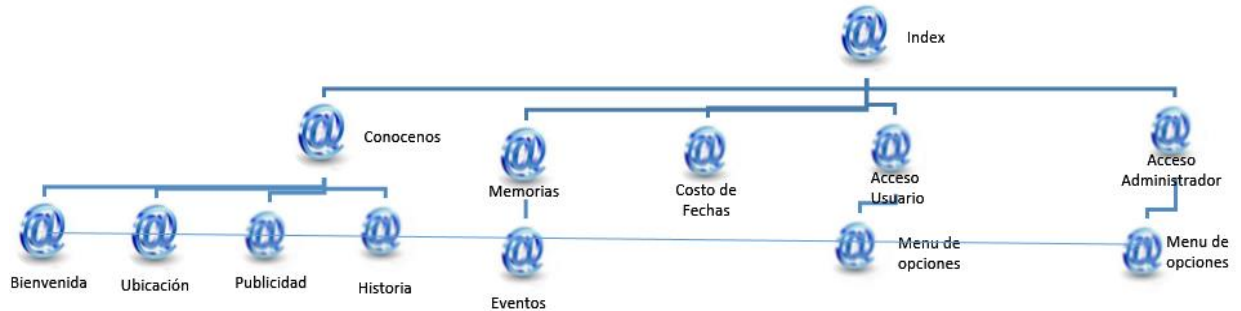 Index
Conocenos
Memorias
Costo de
Fechas
Acceso
Usuario
Acceso
Administrador
Bienvenida
Ubicación
Publicidad
Historia
Eventos
Menu de
opciones
Menu de
opciones